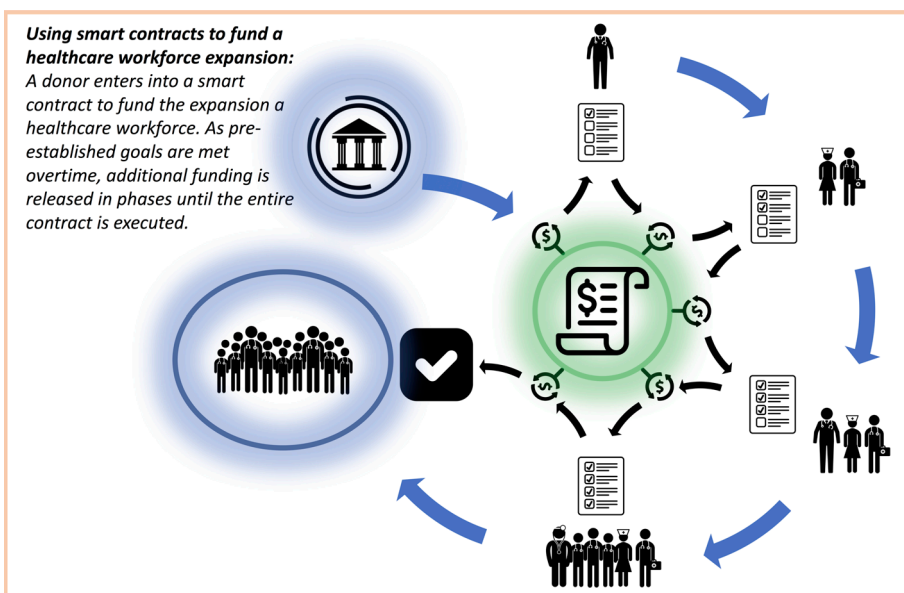 Using smart contracts to fund a
healthcare workforce expansion:
A donor enters into a smart
contract to fund the expansion a
healthcare workforce. As pre-
established goals are met
overtime, additional funding is
released in phases until the entire
contract is executed.
$
$
$
$
$
$